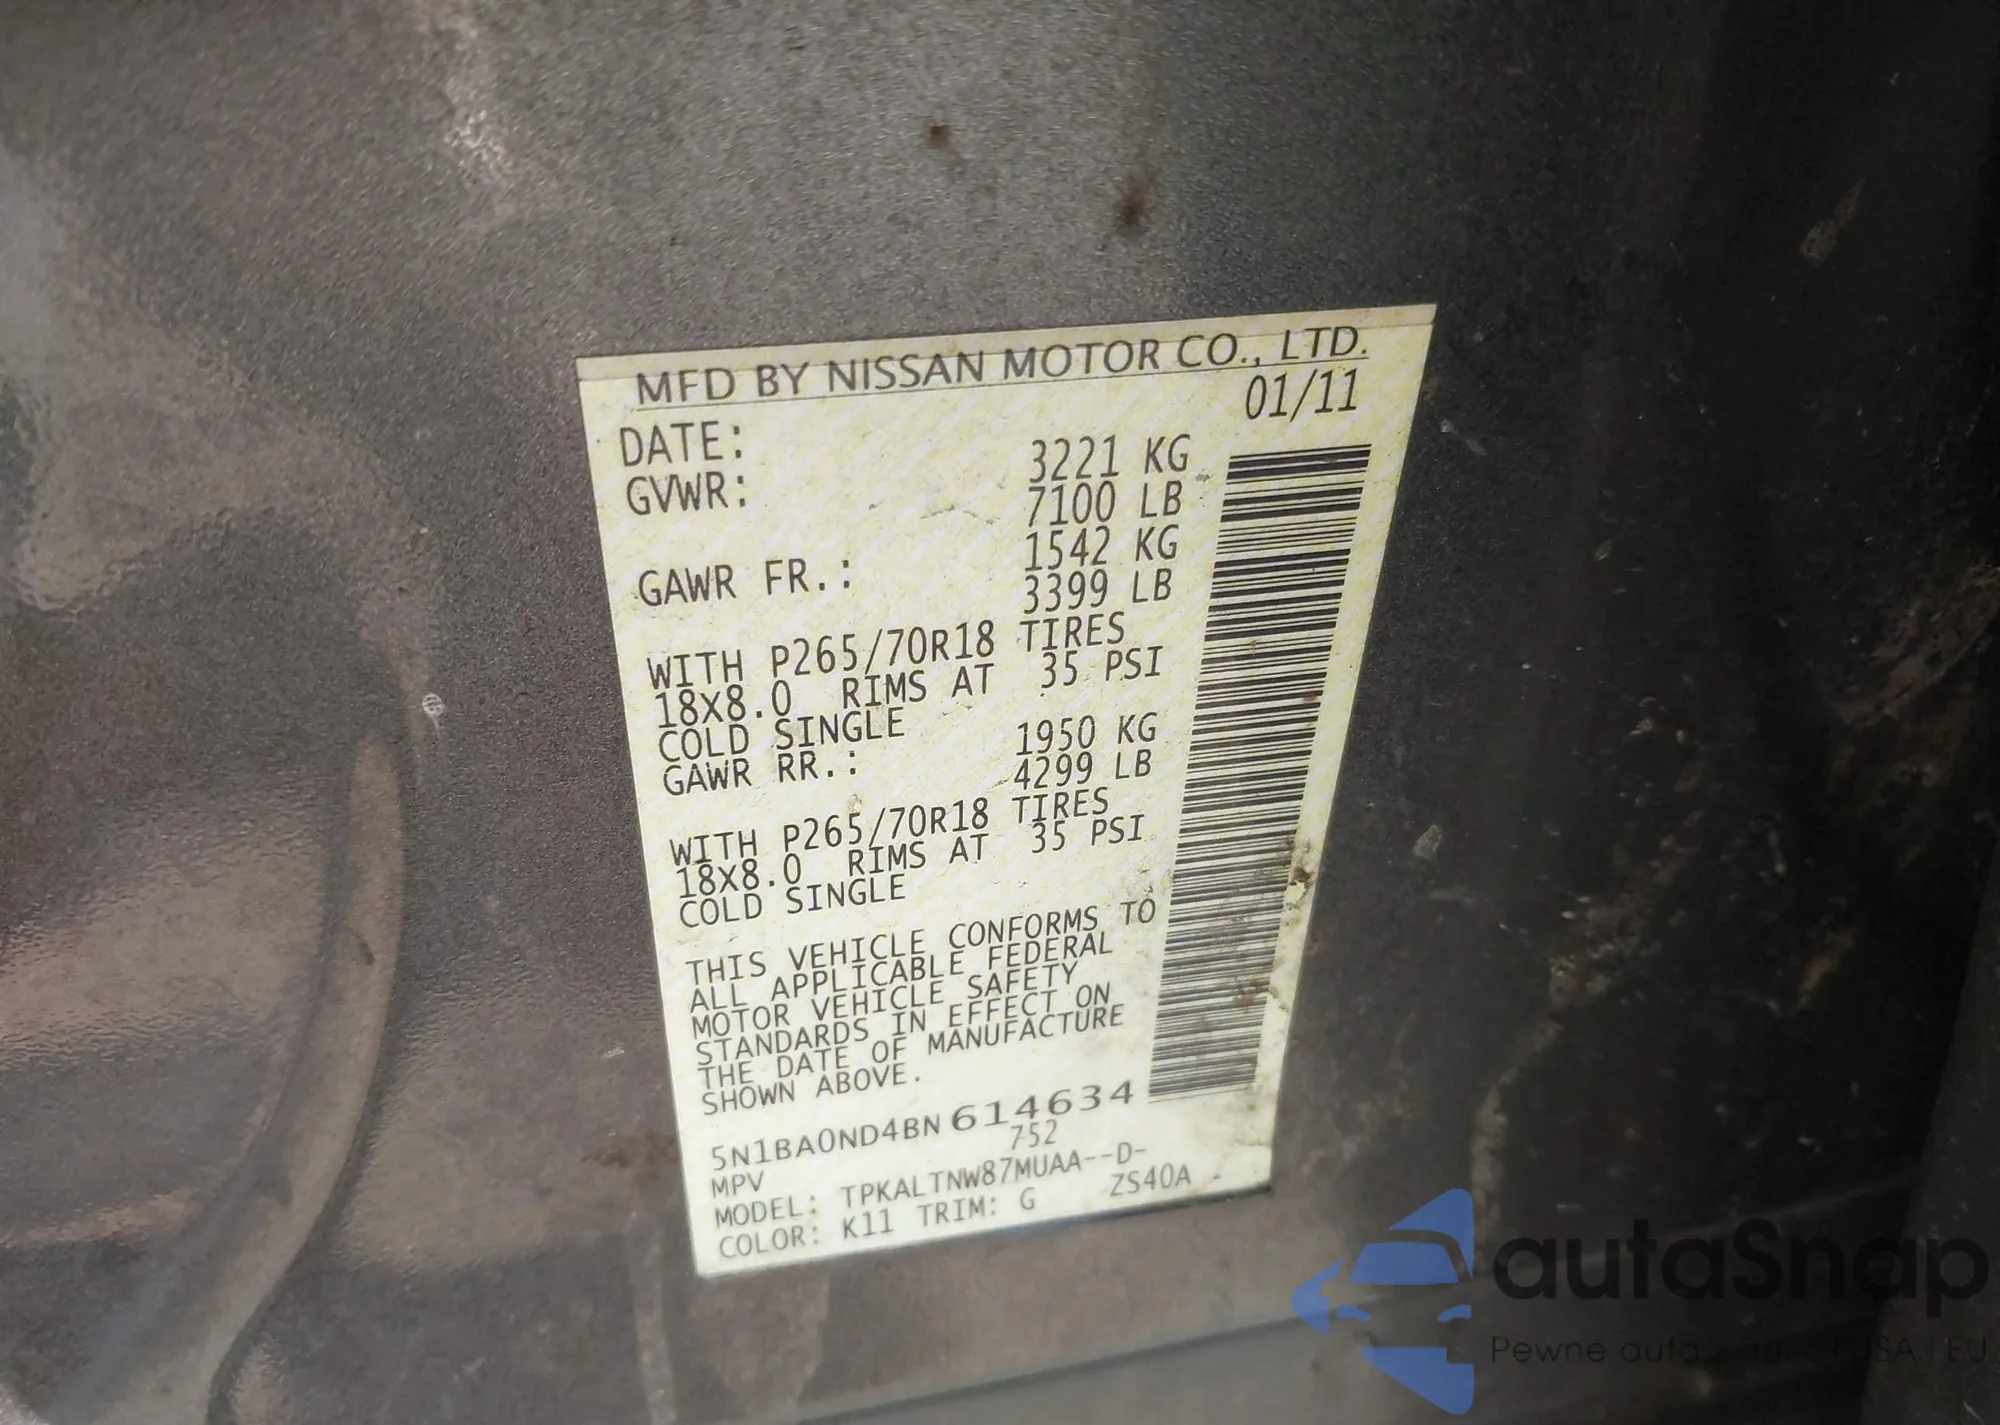 MFD BY NISSAN MOTOR CO., LTD.
DATE: 01/11
GVWR: 3221 KG
7100 LB
GAWR FR.: 1542 KG
3399 LB
WITH P265/70R18 TIRES
18X8.0 RIMS AT 35 PSI
COLD SINGLE
GAWR RR.: 1950 KG
4299 LB
WITH P265/70R18 TIRES
18X8.0 RIMS AT 35 PSI
COLD SINGLE
THIS VEHICLE CONFORMS TO
ALL APPLICABLE FEDERAL
MOTOR VEHICLE SAFETY
STANDARDS IN EFFECT ON
THE DATE OF MANUFACTURE
SHOWN ABOVE.
5N1BA0ND4BN614634
MPV 752
MODEL: TPKALTNW87MUAA--D-
COLOR: K11 TRIM: G ZS40A
autaSnap
Pewne auta z USA i EU